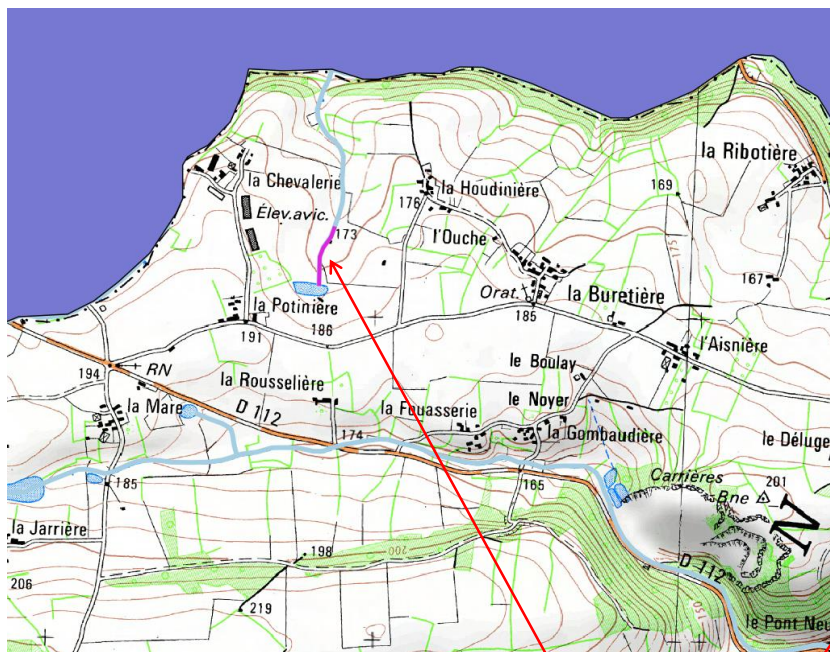 la Ribotière
la Chevalerie
la Houdinière
169
176
Élev.avic.
173
l'Ouche
150
167
Orat.
la Buretière
la Potinière
186
185
191
l'Aisnière
RN
194
le Boulay
la Rousselière
le Noyer
la Mare
D 112
la Fouasserie
174
la Gombaudière
le Déluge
185
165
Carrières
201
Bne
la Jarrière
N
198
200
D 112
206
219
150
le Pont Neu